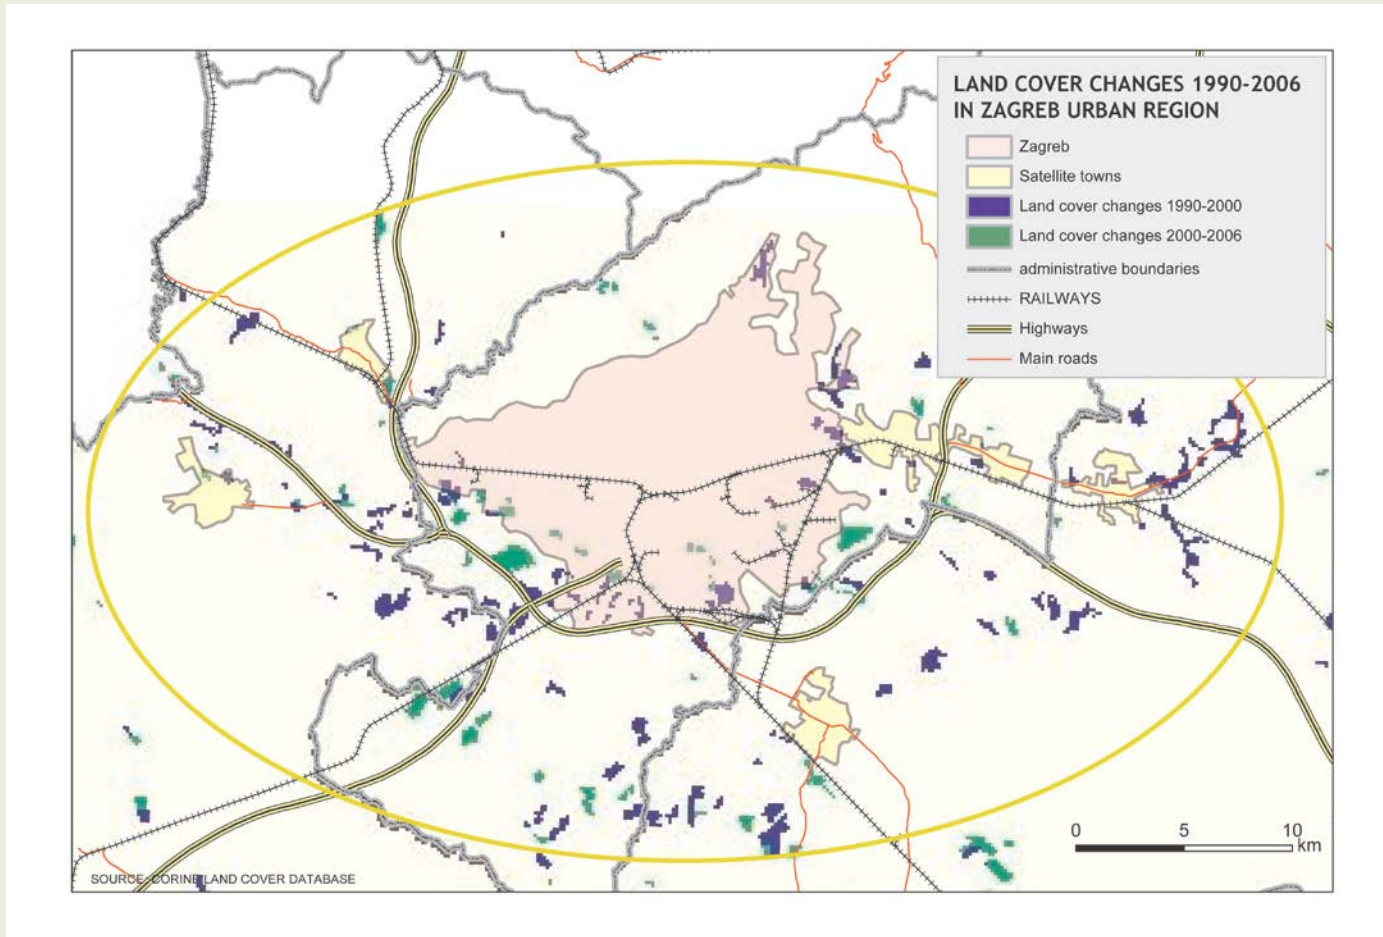 LAND COVER CHANGES 1990-2006
IN ZAGREB URBAN REGION
Zagreb
Satellite towns
Land cover changes 1990-2000
Land cover changes 2000-2006
administrative boundaries
RAILWAYS
Highways
Main roads
0 5 10
km
SOURCE: CORINE LAND COVER DATABASE